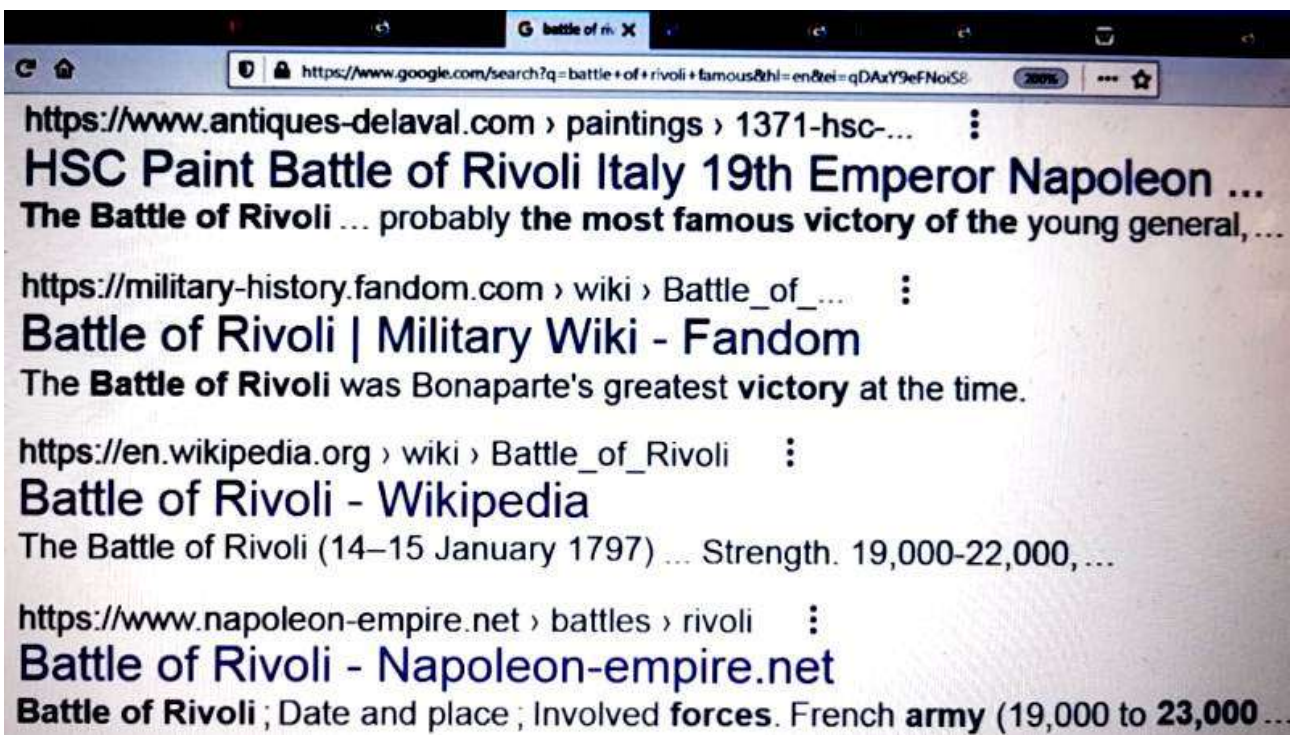 battle of ri
https://www.google.com/search?q=battle+of+rivoli+famous&hl=en&ei=qDAxY9eFNoiS8
200%
https://www.antiques-delaval.com › paintings › 1371-hsc-...
HSC Paint Battle of Rivoli Italy 19th Emperor Napoleon ...
The Battle of Rivoli ... probably the most famous victory of the young general, ...
https://military-history.fandom.com › wiki › Battle_of_...
Battle of Rivoli | Military Wiki - Fandom
The Battle of Rivoli was Bonaparte's greatest victory at the time.
https://en.wikipedia.org › wiki › Battle_of_Rivoli
Battle of Rivoli - Wikipedia
The Battle of Rivoli (14–15 January 1797) ... Strength. 19,000-22,000, ...
https://www.napoleon-empire.net › battles › rivoli
Battle of Rivoli - Napoleon-empire.net
Battle of Rivoli ; Date and place ; Involved forces. French army (19,000 to 23,000 ...